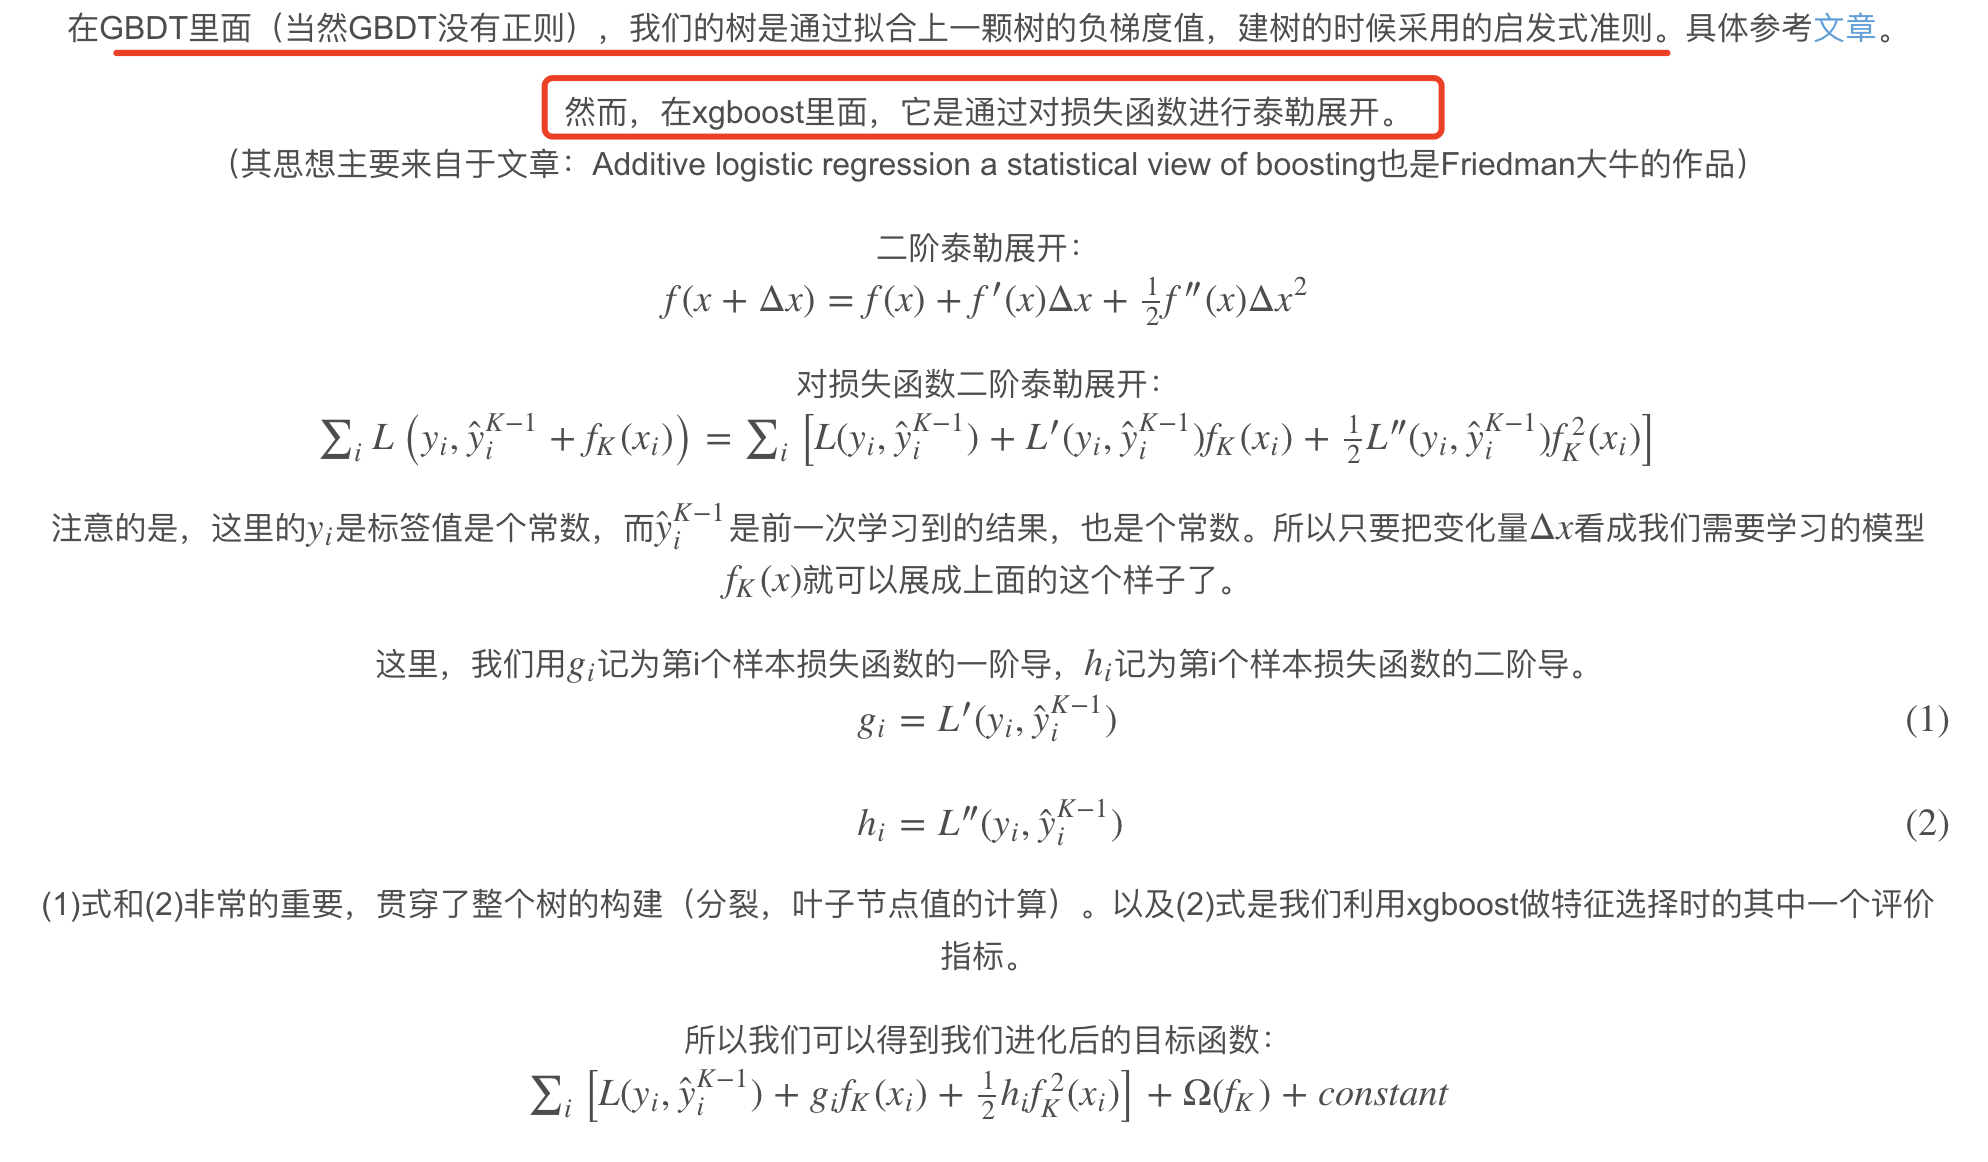 在GBDT里面（当然GBDT没有正则），我们的树是通过拟合上一颗树的负梯度值，建树的时候采用的启发式准则。具体参考文章。
然而，在xgboost里面，它是通过对损失函数进行泰勒展开。
（其思想主要来自于文章：Additive logistic regression a statistical view of boosting也是Friedman大牛的作品）
二阶泰勒展开：
$f(x + \Delta x) = f(x) + f'(x)\Delta x + \frac{1}{2}f''(x)\Delta x^2$
对损失函数二阶泰勒展开：
$\sum_i L\left(y_i, \hat{y}_i^{K-1} + f_K(x_i)\right) = \sum_i \left[L(y_i, \hat{y}_i^{K-1}) + L'(y_i, \hat{y}_i^{K-1})f_K(x_i) + \frac{1}{2}L''(y_i, \hat{y}_i^{K-1})f_K^2(x_i)\right]$
注意的是，这里的$y_i$是标签值是个常数，而$\hat{y}_i^{K-1}$是前一次学习到的结果，也是个常数。所以只要把变化量$\Delta x$看成我们需要学习的模型
$f_K(x)$就可以展成上面的这个样子了。
这里，我们用$g_i$记为第i个样本损失函数的一阶导，$h_i$记为第i个样本损失函数的二阶导。
$g_i = L'(y_i, \hat{y}_i^{K-1})$ (1)
$h_i = L''(y_i, \hat{y}_i^{K-1})$ (2)
(1)式和(2)非常的重要，贯穿了整个树的构建（分裂，叶子节点值的计算）。以及(2)式是我们利用xgboost做特征选择时的其中一个评价
指标。
所以我们可以得到我们进化后的目标函数：
$\sum_i \left[L(y_i, \hat{y}_i^{K-1}) + g_i f_K(x_i) + \frac{1}{2}h_i f_K^2(x_i)\right] + \Omega(f_K) + constant$